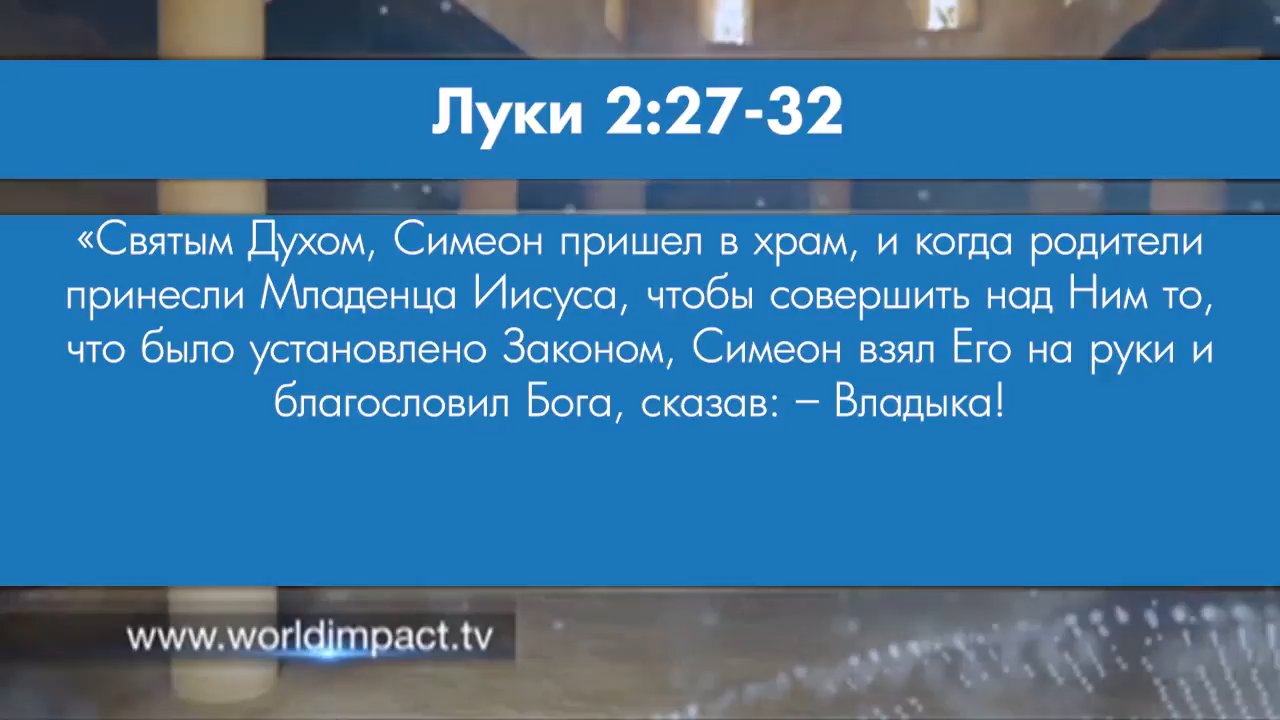 Луки 2:27-32
«Святым Духом, Симеон пришел в храм, и когда родители
принесли Младенца Иисуса, чтобы совершить над Ним то,
что было установлено Законом, Симеон взял Его на руки и
благословил Бога, сказав: – Владыка!
www.worldimpact.tv